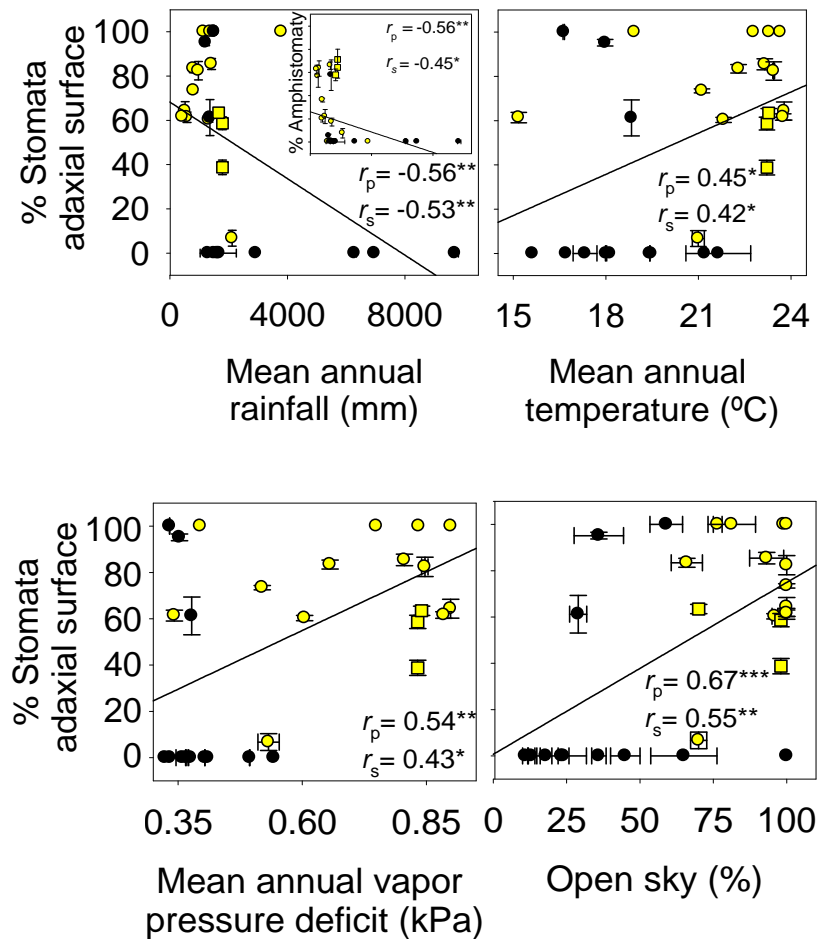 % Stomata
adaxial surface
100
80
60
40
20
0
% Amphistomaty
rp= -0.56**
rs= -0.45*
rp= -0.56**
rs= -0.53**
0 4000 8000
Mean annual
rainfall (mm)
rp= 0.45*
rs= 0.42*
15 18 21 24
Mean annual
temperature (ºC)
% Stomata
adaxial surface
100
80
60
40
20
0
rp= 0.54**
rs= 0.43*
0.35 0.60 0.85
Mean annual vapor
pressure deficit (kPa)
rp= 0.67***
rs= 0.55**
0 25 50 75 100
Open sky (%)